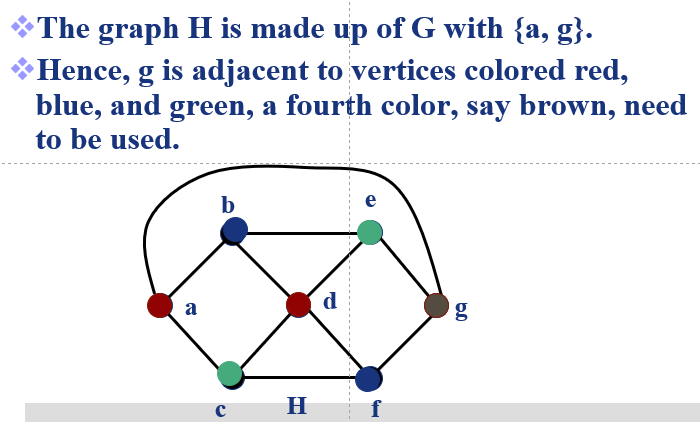 ❖The graph H is made up of G with {a, g}.
❖Hence, g is adjacent to vertices colored red,
blue, and green, a fourth color, say brown, need
to be used.
b
e
a
d
g
c
H
f